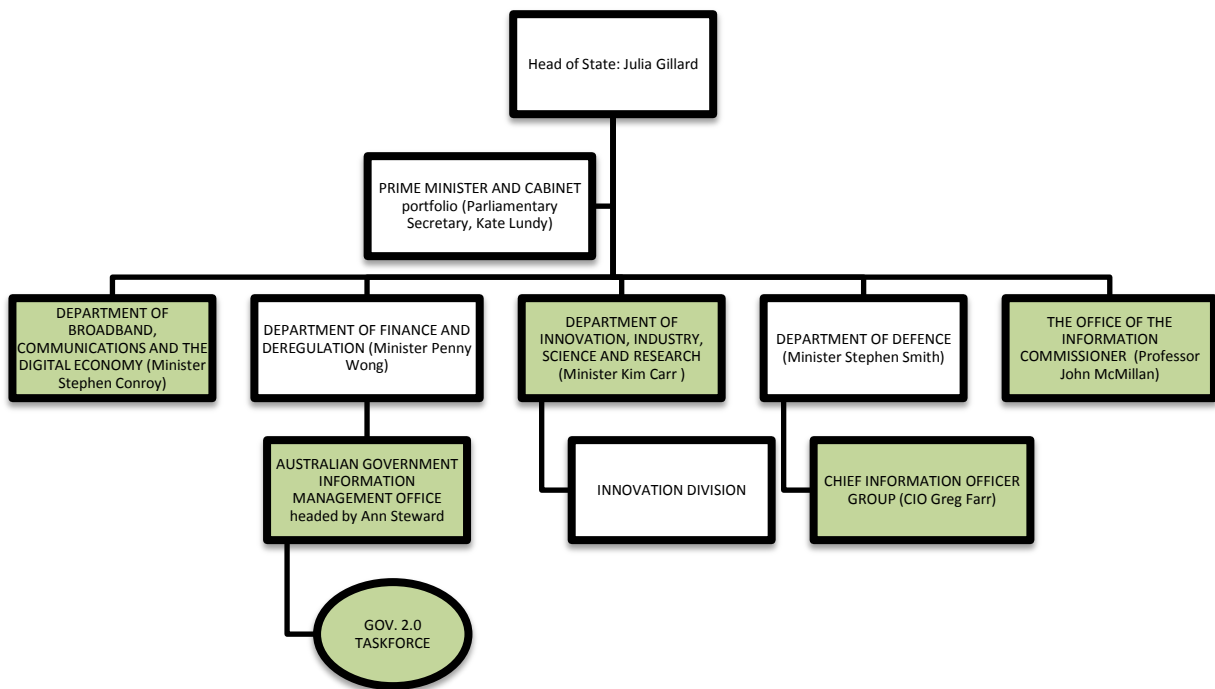 Head of State: Julia Gillard
PRIME MINISTER AND CABINET
portfolio (Parliamentary
Secretary, Kate Lundy)
DEPARTMENT OF
BROADBAND,
COMMUNICATIONS AND THE
DIGITAL ECONOMY (Minister
Stephen Conroy)
DEPARTMENT OF FINANCE AND
DEREGULATION (Minister Penny
Wong)
DEPARTMENT OF
INNOVATION, INDUSTRY,
SCIENCE AND RESEARCH
(Minister Kim Carr )
DEPARTMENT OF DEFENCE
(Minister Stephen Smith)
THE OFFICE OF THE
INFORMATION
COMMISSIONER (Professor
John McMillan)
AUSTRALIAN GOVERNMENT
INFORMATION
MANAGEMENT OFFICE
headed by Ann Steward
INNOVATION DIVISION
CHIEF INFORMATION OFFICER
GROUP (CIO Greg Farr)
GOV. 2.0
TASKFORCE